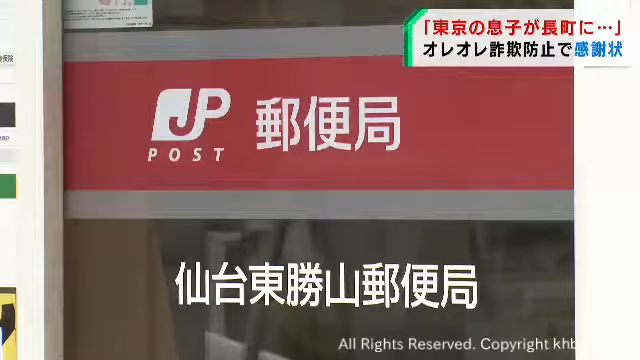 「東京の息子が長町に…」
オレオレ詐欺防止で感謝状
JP 郵便局
POST
仙台東勝山郵便局
All Rights Reserved. Copyright khb